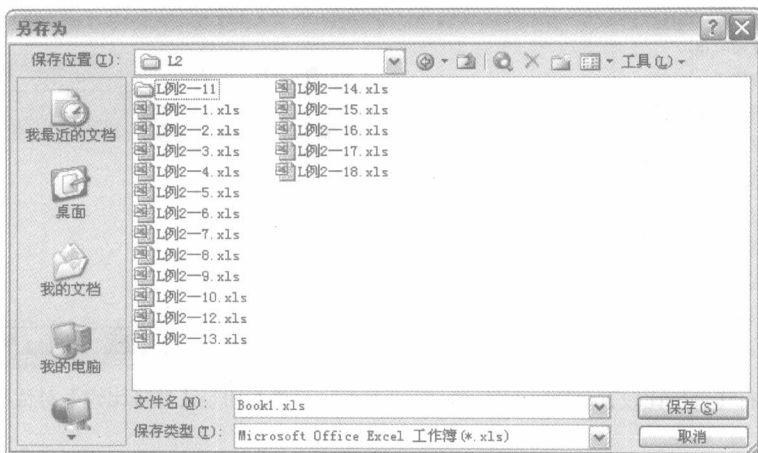 另存为
保存位置(I): L2 工具(L)
我最近的文档
桌面
我的文档
我的电脑
L例2—11
L例2—1.xls
L例2—2.xls
L例2—3.xls
L例2—4.xls
L例2—5.xls
L例2—6.xls
L例2—7.xls
L例2—8.xls
L例2—9.xls
L例2—10.xls
L例2—12.xls
L例2—13.xls
L例2—14.xls
L例2—15.xls
L例2—16.xls
L例2—17.xls
L例2—18.xls
文件名(N): Book1.xls 保存(S)
保存类型(T): Microsoft Office Excel 工作簿(*.xls) 取消